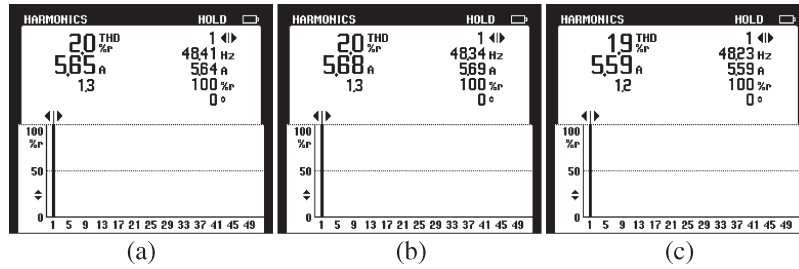 HARMONICS HOLD
2.0 THD %r
5.65 A
1.3
1
48.41 Hz
5.64 A
100 %r
0 °
100
%r
50
0
1 5 9 13 17 21 25 29 33 37 41 45 49
(a)
HARMONICS HOLD
2.0 THD %r
5.68 A
1.3
1
48.34 Hz
5.69 A
100 %r
0 °
100
%r
50
0
1 5 9 13 17 21 25 29 33 37 41 45 49
(b)
HARMONICS HOLD
1.9 THD %r
5.59 A
1.2
1
48.23 Hz
5.59 A
100 %r
0 °
100
%r
50
0
1 5 9 13 17 21 25 29 33 37 41 45 49
(c)